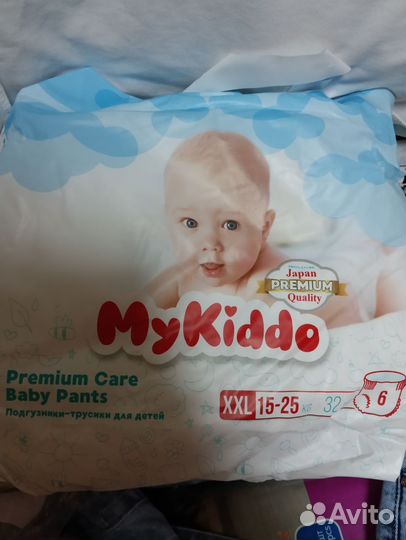 Japan
PREMIUM
Quality
MyKiddo
Premium Care
Baby Pants
Подгузники-трусики для детей
XXL 15-25 кг 32 6
Avito